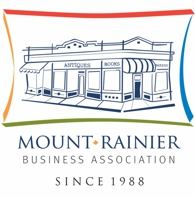 ANTIQUES BOOKS
MOUNT·RAINIER
BUSINESS ASSOCIATION
SINCE 1988